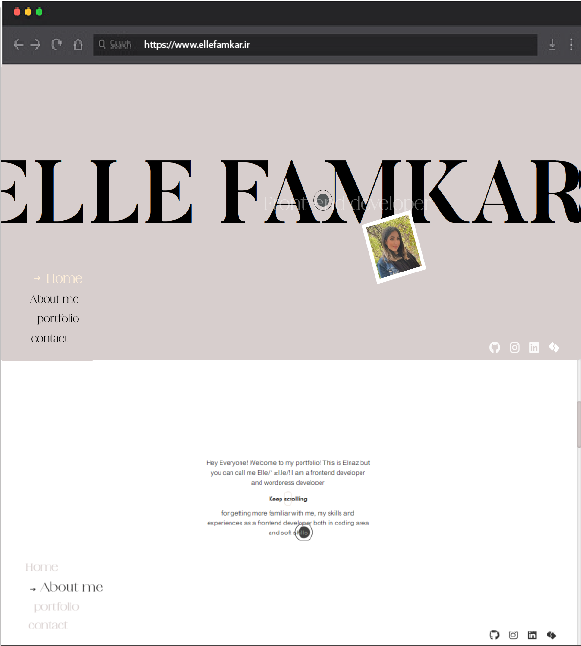 Search https://www.ellefamkar.ir
ELLE FAMKAR
Frontend developer
→ Home
About me
portfolio
contact
Hey Everyone! Welcome to my portfolio! This is Elnaz but
you can call me Elle/ˈ
I am a frontend developer
and wordpress developer
Keep scrolling
for getting more familiar with me, my skills and
experiences as a frontend developer both in coding area
and soft
Home
→ About me
portfolio
contact